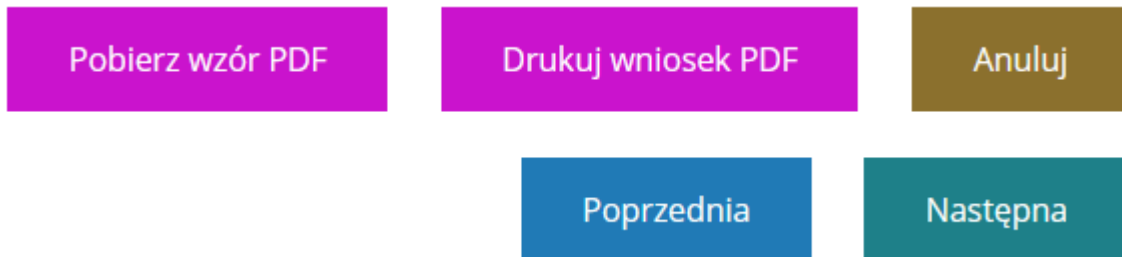 Pobierz wzór PDF Drukuj wniosek PDF Anuluj
Poprzednia Następna